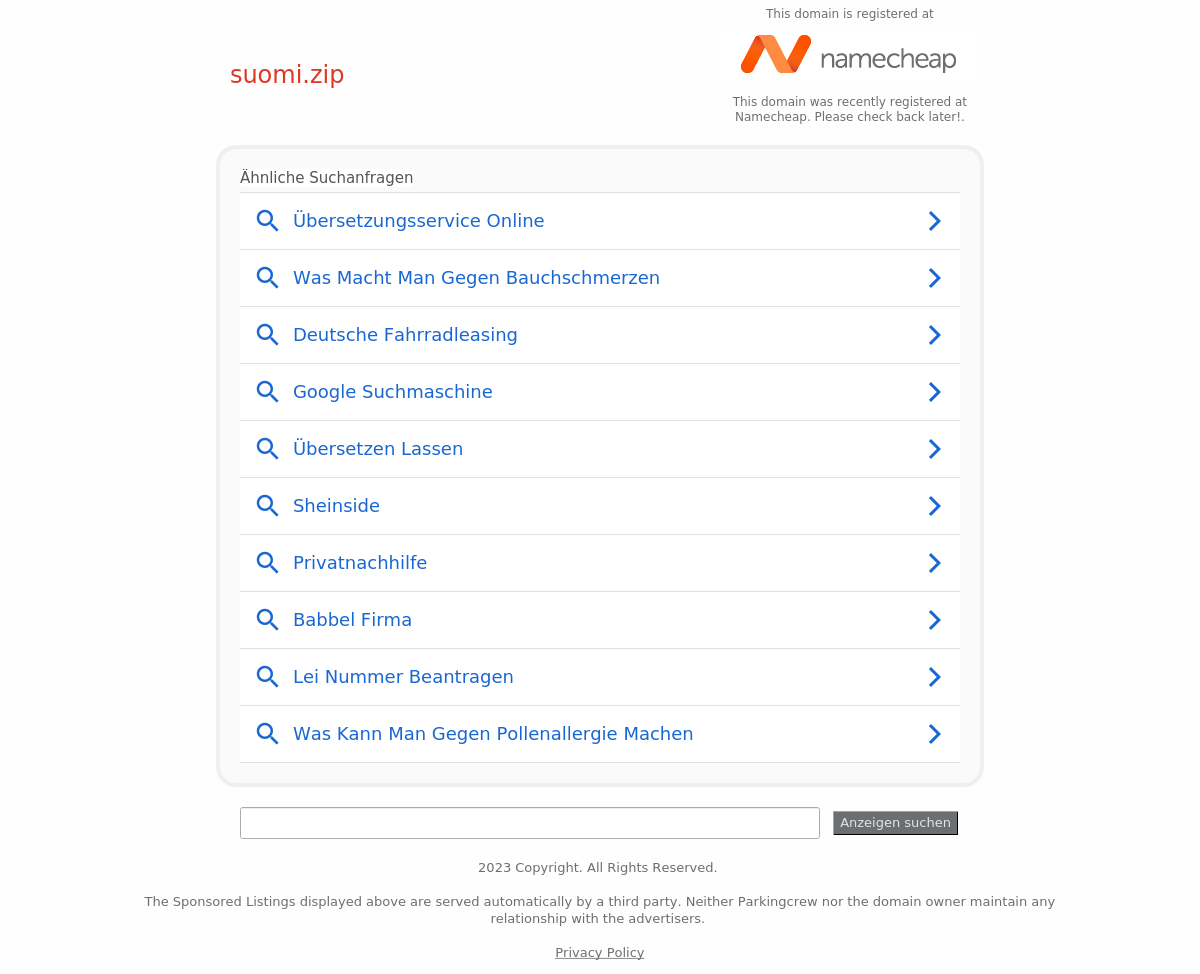 This domain is registered at
namecheap
suomi.zip
This domain was recently registered at
Namecheap. Please check back later!.
Ähnliche Suchanfragen
Übersetzungsservice Online
Was Macht Man Gegen Bauchschmerzen
Deutsche Fahrradleasing
Google Suchmaschine
Übersetzen Lassen
Sheinside
Privatnachhilfe
Babbel Firma
Lei Nummer Beantragen
Was Kann Man Gegen Pollenallergie Machen
Anzeigen suchen
2023 Copyright. All Rights Reserved.
The Sponsored Listings displayed above are served automatically by a third party. Neither Parkingcrew nor the domain owner maintain any
relationship with the advertisers.
Privacy Policy